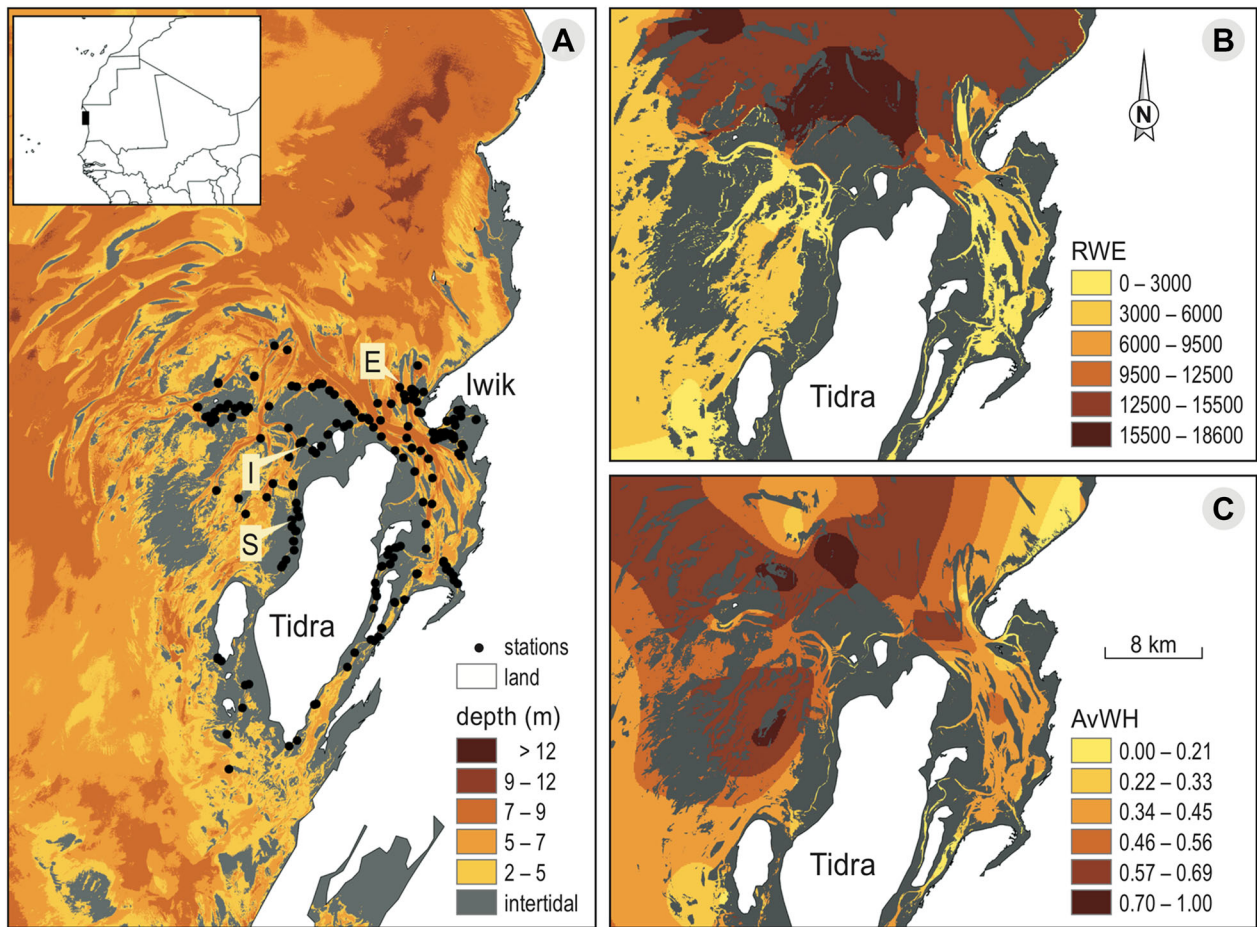 A
E
Iwik
I
S
Tidra
stations
land
depth (m)
> 12
9 – 12
7 – 9
5 – 7
2 – 5
intertidal
B
N
RWE
0 – 3000
3000 – 6000
6000 – 9500
9500 – 12500
12500 – 15500
15500 – 18600
Tidra
C
8 km
AvWH
0.00 – 0.21
0.22 – 0.33
0.34 – 0.45
0.46 – 0.56
0.57 – 0.69
0.70 – 1.00
Tidra